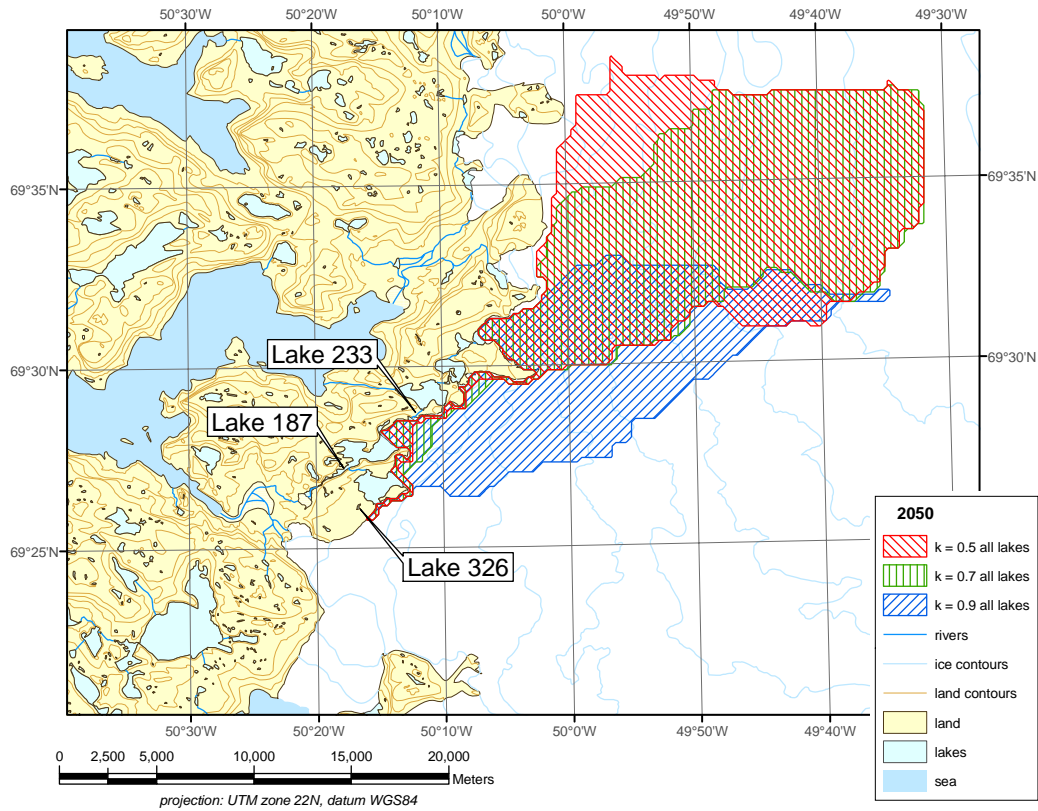 50°30'W 50°20'W 50°10'W 50°0'W 49°50'W 49°40'W 49°30'W
69°35'N 69°35'N
Lake 233
69°30'N 69°30'N
Lake 187
69°25'N
Lake 326
2050
k = 0.5 all lakes
k = 0.7 all lakes
k = 0.9 all lakes
rivers
ice contours
land contours
land
lakes
sea
50°30'W 50°20'W 50°10'W 50°0'W 49°50'W 49°40'W
0 2,500 5,000 10,000 15,000 20,000
Meters
projection: UTM zone 22N, datum WGS84